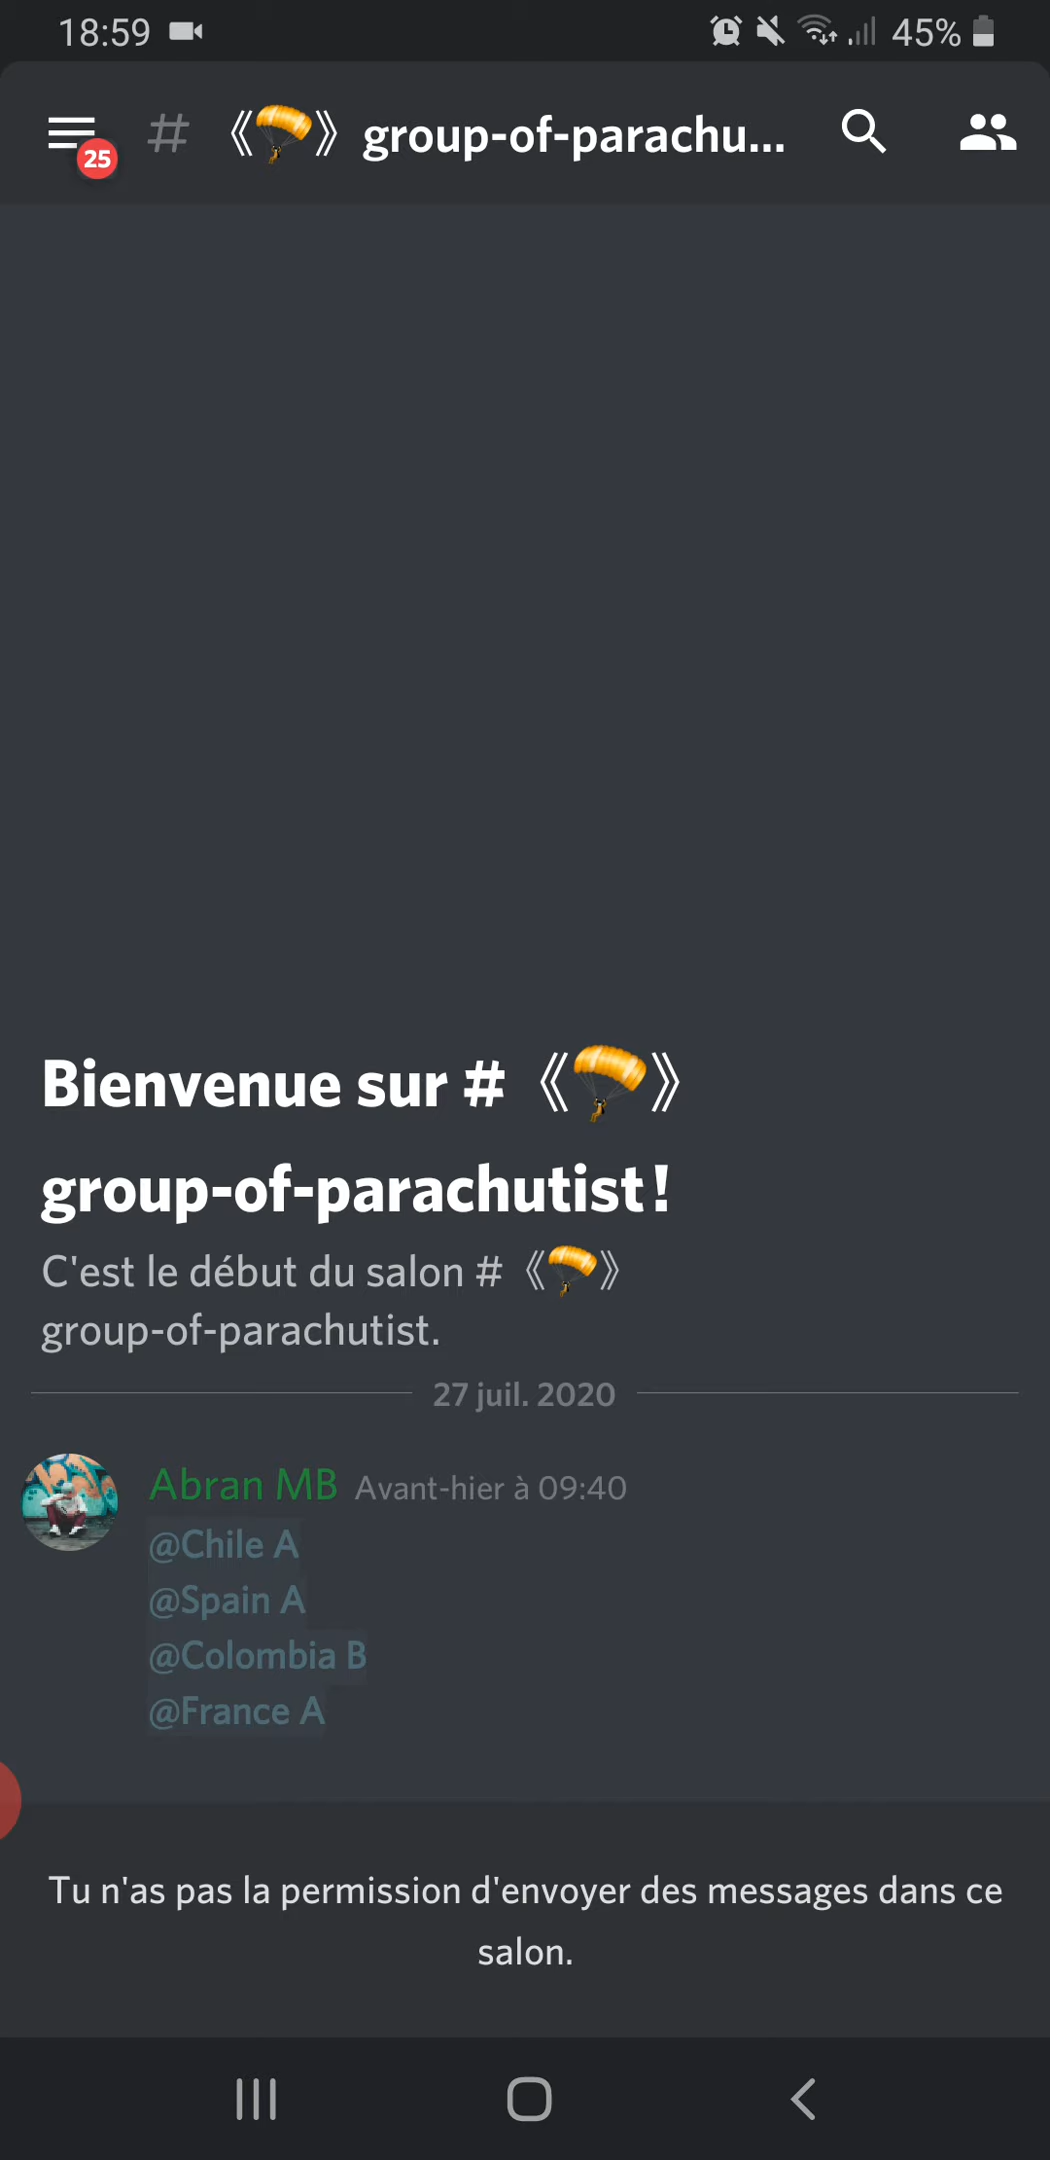 18:59
45%
25
# 《🪂》 group-of-parachu...
Bienvenue sur # 《🪂》
group-of-parachutist!
C'est le début du salon # 《🪂》
group-of-parachutist.
27 juil. 2020
Abran MB Avant-hier à 09:40
@Chile A
@Spain A
@Colombia B
@France A
Tu n'as pas la permission d'envoyer des messages dans ce
salon.